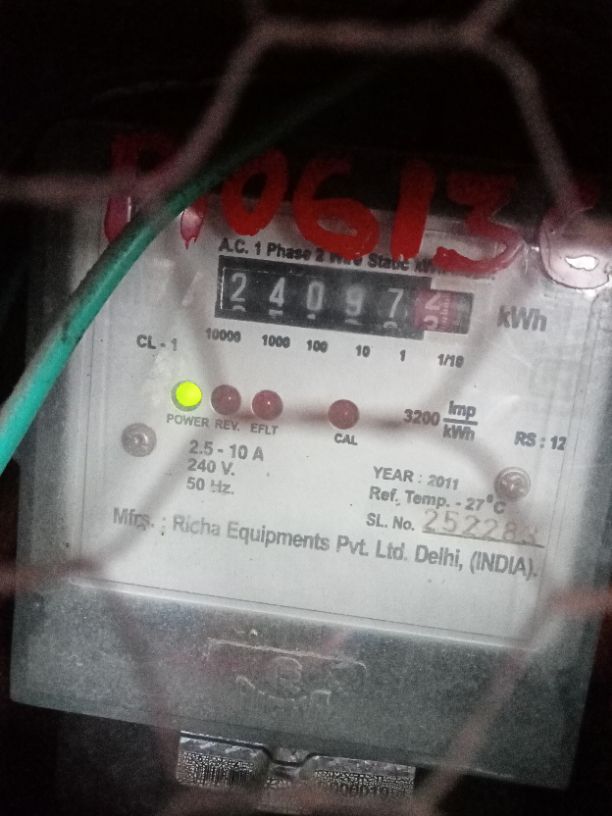 A.C. 1 Phase 2 Wire Static
24097 kWh
10000 1000 100 10 1 1/10
CL - 1
POWER REV. EFLT CAL
3200 Imp/kWh
RS : 12
2.5 - 10 A
240 V.
50 Hz.
YEAR : 2011
Ref. Temp. - 27°C
SL. No.
Mfrs. : Richa Equipments Pvt. Ltd. Delhi, (INDIA).